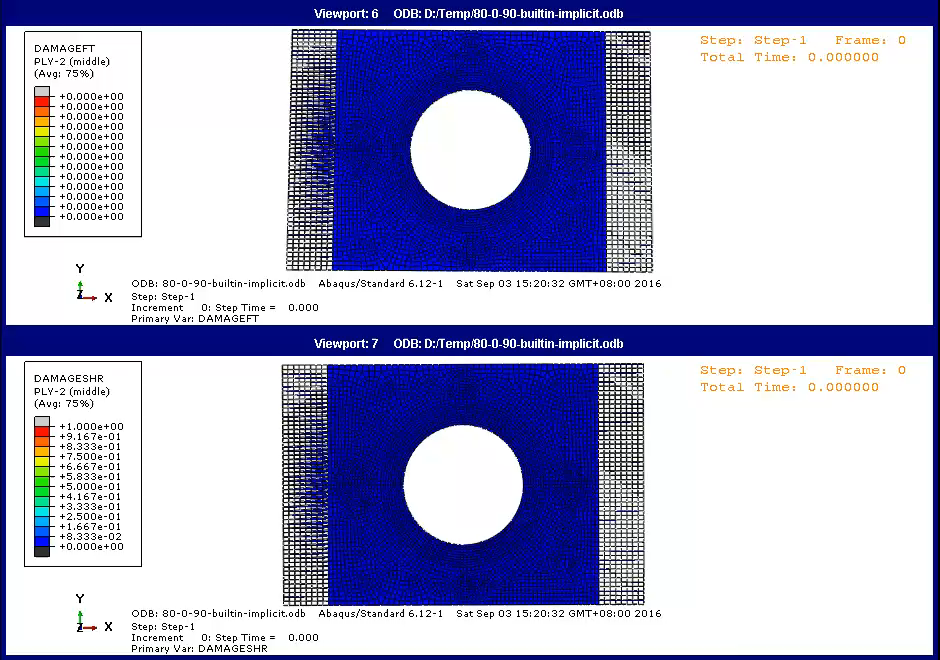 Viewport: 6 ODB: D:/Temp/80-0-90-builtin-implicit.odb
DAMAGEFT
PLY-2 (middle)
(Avg: 75%)
+0.000e+00
+0.000e+00
+0.000e+00
+0.000e+00
+0.000e+00
+0.000e+00
+0.000e+00
+0.000e+00
+0.000e+00
+0.000e+00
+0.000e+00
+0.000e+00
+0.000e+00
Step: Step-1 Frame: 0
Total Time: 0.000000
Y
Z
X
ODB: 80-0-90-builtin-implicit.odb Abaqus/Standard 6.12-1 Sat Sep 03 15:20:32 GMT+08:00 2016
Step: Step-1
Increment 0: Step Time = 0.000
Primary Var: DAMAGEFT
Viewport: 7 ODB: D:/Temp/80-0-90-builtin-implicit.odb
DAMAGESHR
PLY-2 (middle)
(Avg: 75%)
+1.000e+00
+9.167e-01
+8.333e-01
+7.500e-01
+6.667e-01
+5.833e-01
+5.000e-01
+4.167e-01
+3.333e-01
+2.500e-01
+1.667e-01
+8.333e-02
+0.000e+00
Step: Step-1 Frame: 0
Total Time: 0.000000
Y
Z
X
ODB: 80-0-90-builtin-implicit.odb Abaqus/Standard 6.12-1 Sat Sep 03 15:20:32 GMT+08:00 2016
Step: Step-1
Increment 0: Step Time = 0.000
Primary Var: DAMAGESHR